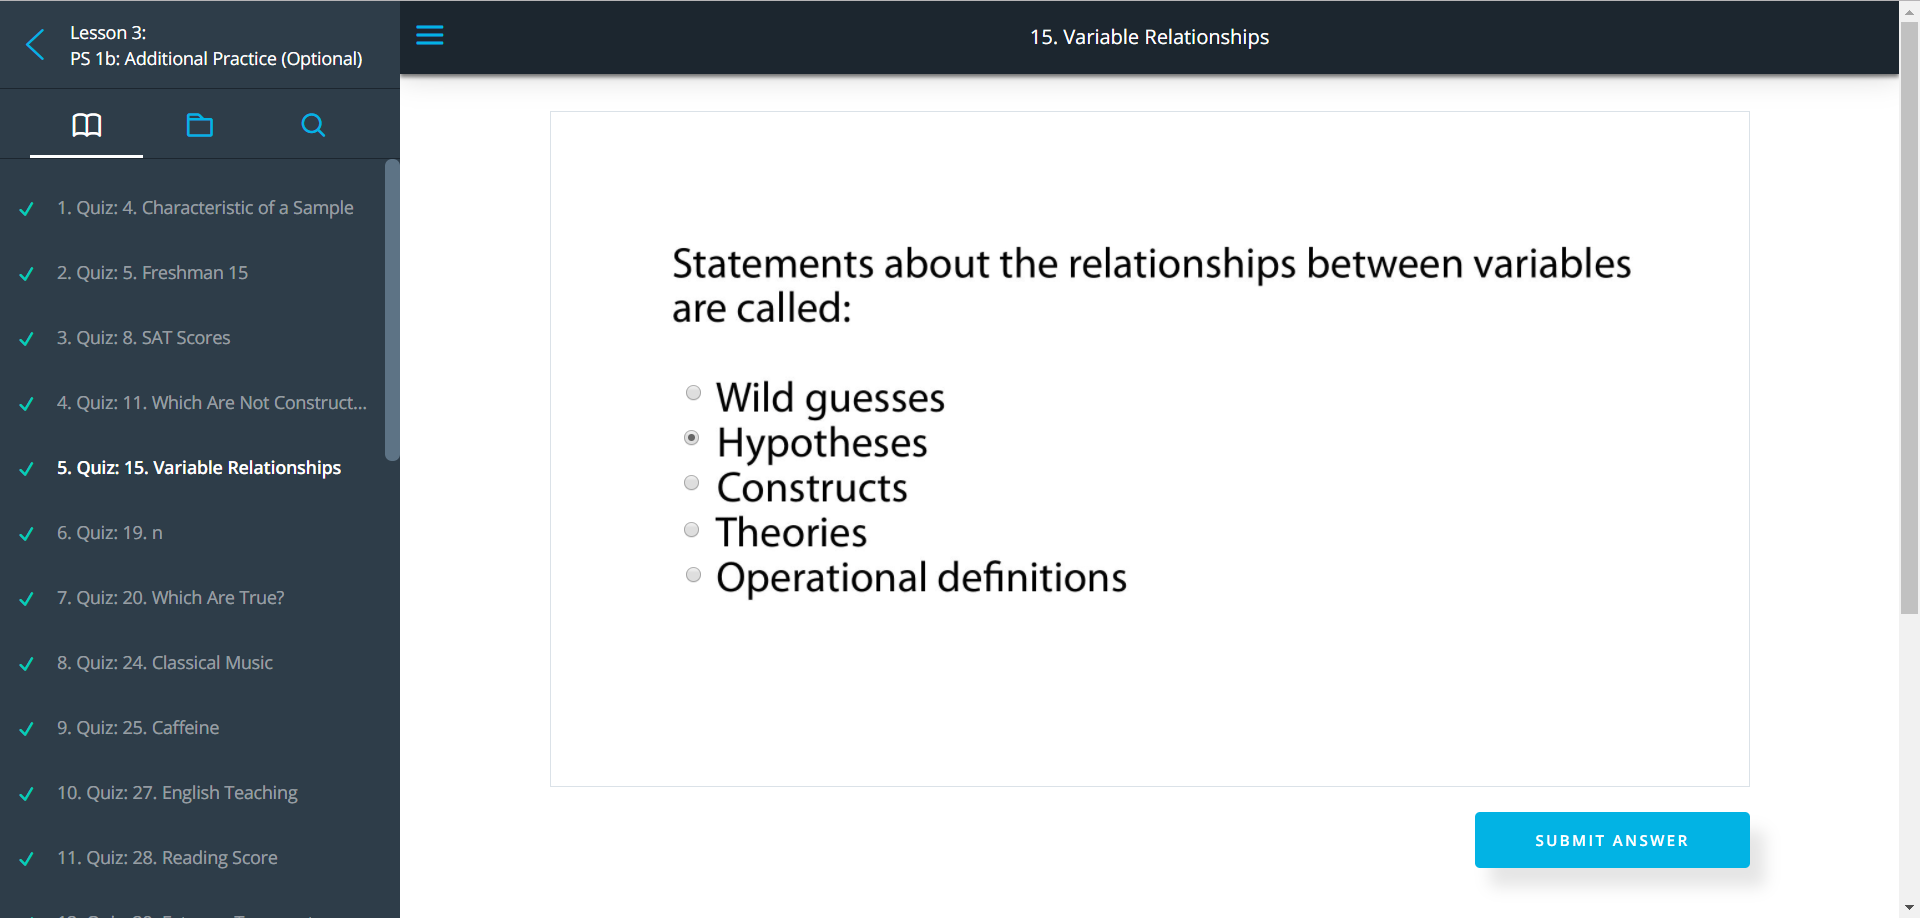 Lesson 3:
PS 1b: Additional Practice (Optional)
15. Variable Relationships
1. Quiz: 4. Characteristic of a Sample
2. Quiz: 5. Freshman 15
3. Quiz: 8. SAT Scores
4. Quiz: 11. Which Are Not Construct...
5. Quiz: 15. Variable Relationships
6. Quiz: 19. n
7. Quiz: 20. Which Are True?
8. Quiz: 24. Classical Music
9. Quiz: 25. Caffeine
10. Quiz: 27. English Teaching
11. Quiz: 28. Reading Score
Statements about the relationships between variables
are called:
Wild guesses
Hypotheses
Constructs
Theories
Operational definitions
SUBMIT ANSWER